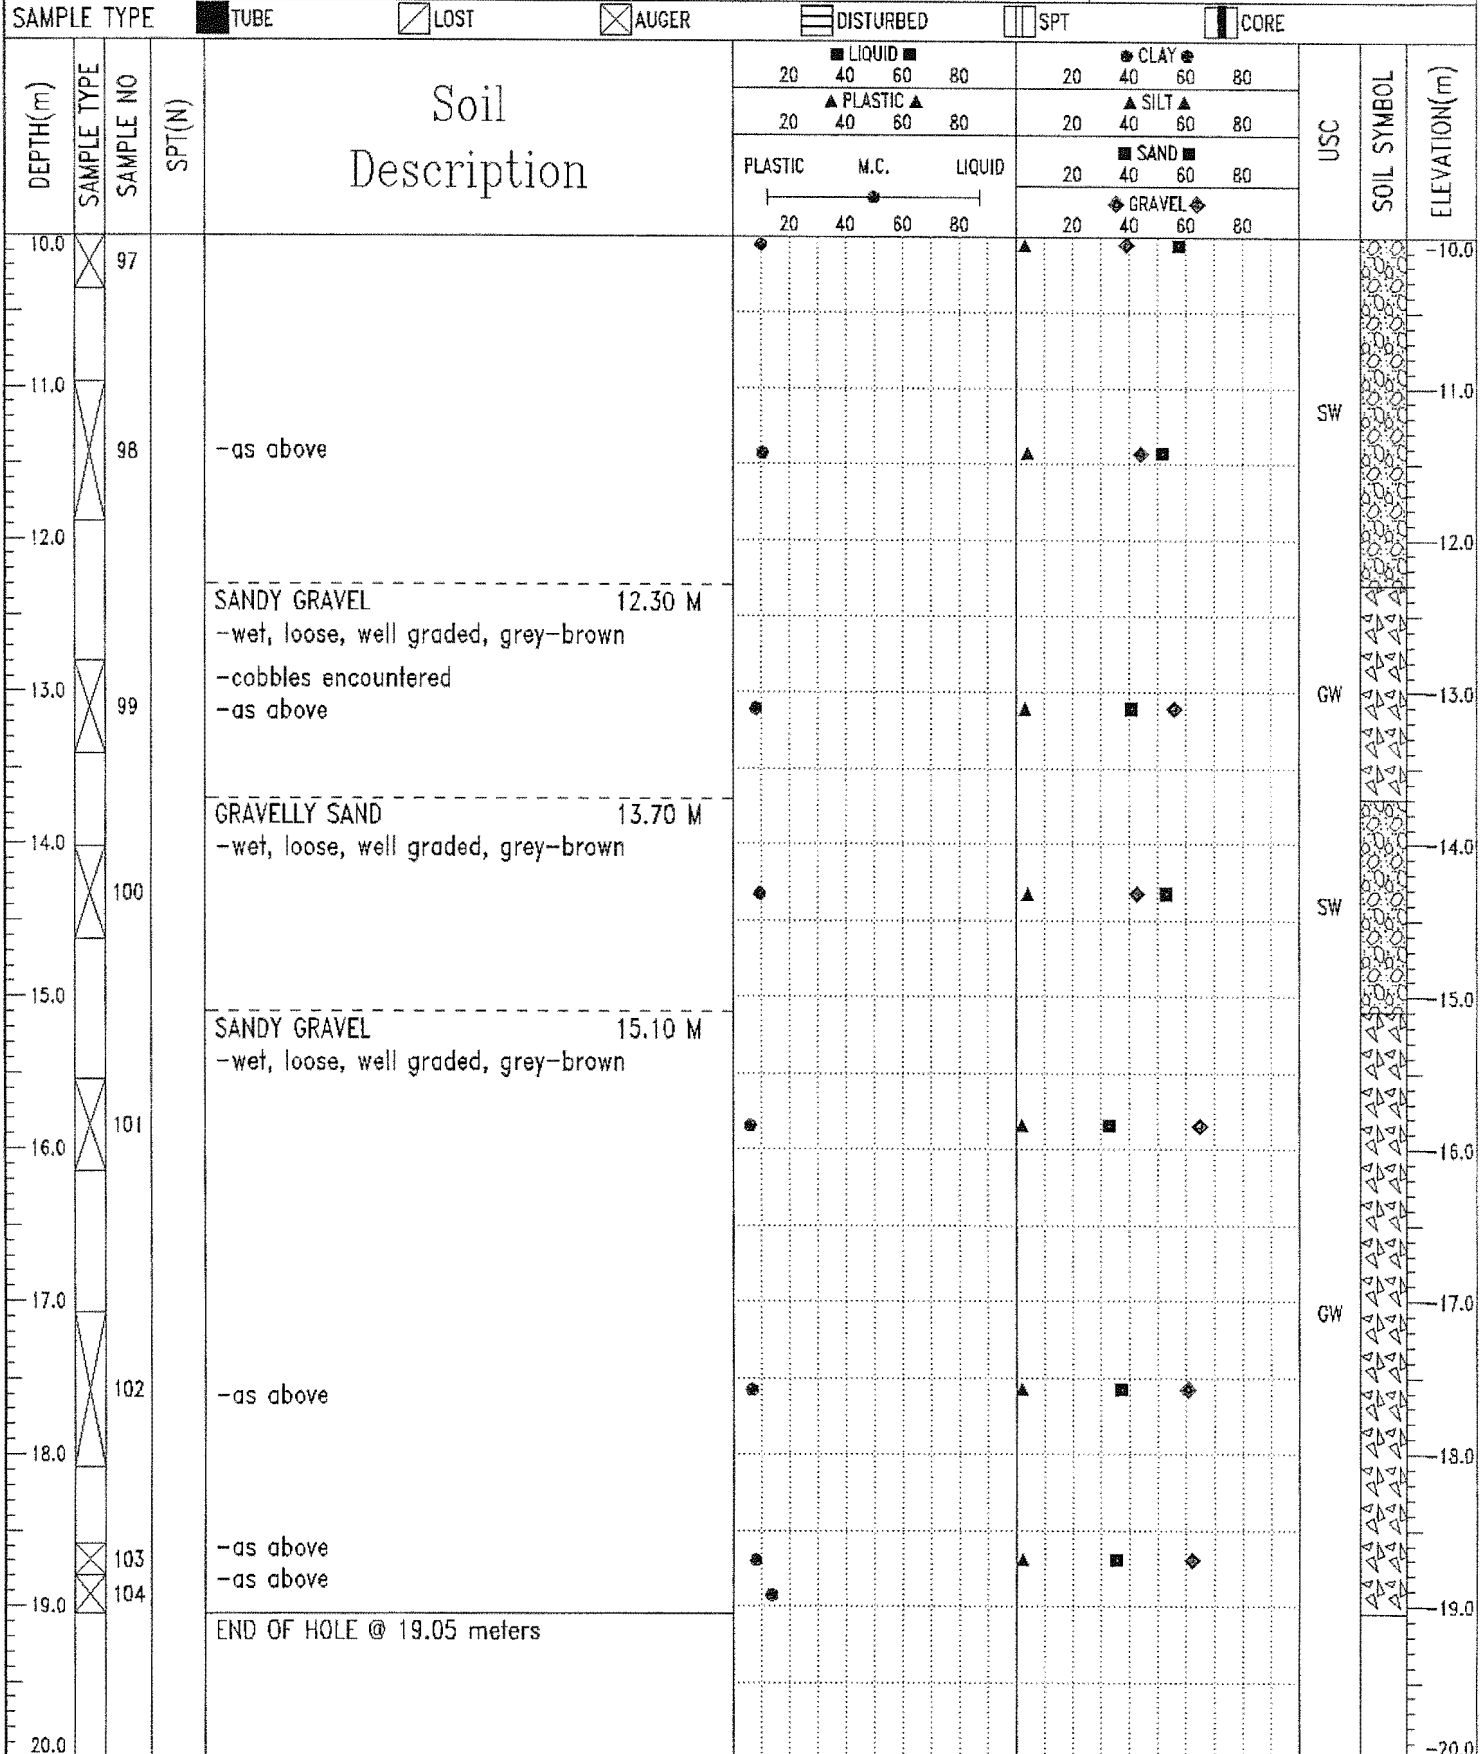 SAMPLE TYPE TUBE LOST AUGER DISTURBED SPT CORE
DEPTH(m)
SAMPLE TYPE
SAMPLE NO
SPT(N)
Soil
Description
■ LIQUID ■
20 40 60 80
▲ PLASTIC ▲
20 40 60 80
PLASTIC M.C. LIQUID
20 40 60 80
● CLAY ●
20 40 60 80
▲ SILT ▲
20 40 60 80
■ SAND ■
20 40 60 80
◆ GRAVEL ◆
20 40 60 80
USC
SOIL SYMBOL
ELEVATION(m)
10.0 97 -10.0
11.0 -11.0
SW
98 -as above
12.0 -12.0
SANDY GRAVEL 12.30 M
-wet, loose, well graded, grey-brown
-cobbles encountered
13.0 GW -13.0
99 -as above
GRAVELLY SAND 13.70 M
14.0 -wet, loose, well graded, grey-brown -14.0
100 SW
15.0 -15.0
SANDY GRAVEL 15.10 M
-wet, loose, well graded, grey-brown
101
16.0 -16.0
17.0 GW -17.0
102 -as above
18.0 -18.0
103 -as above
104 -as above
19.0 -19.0
END OF HOLE @ 19.05 meters
20.0 -20.0